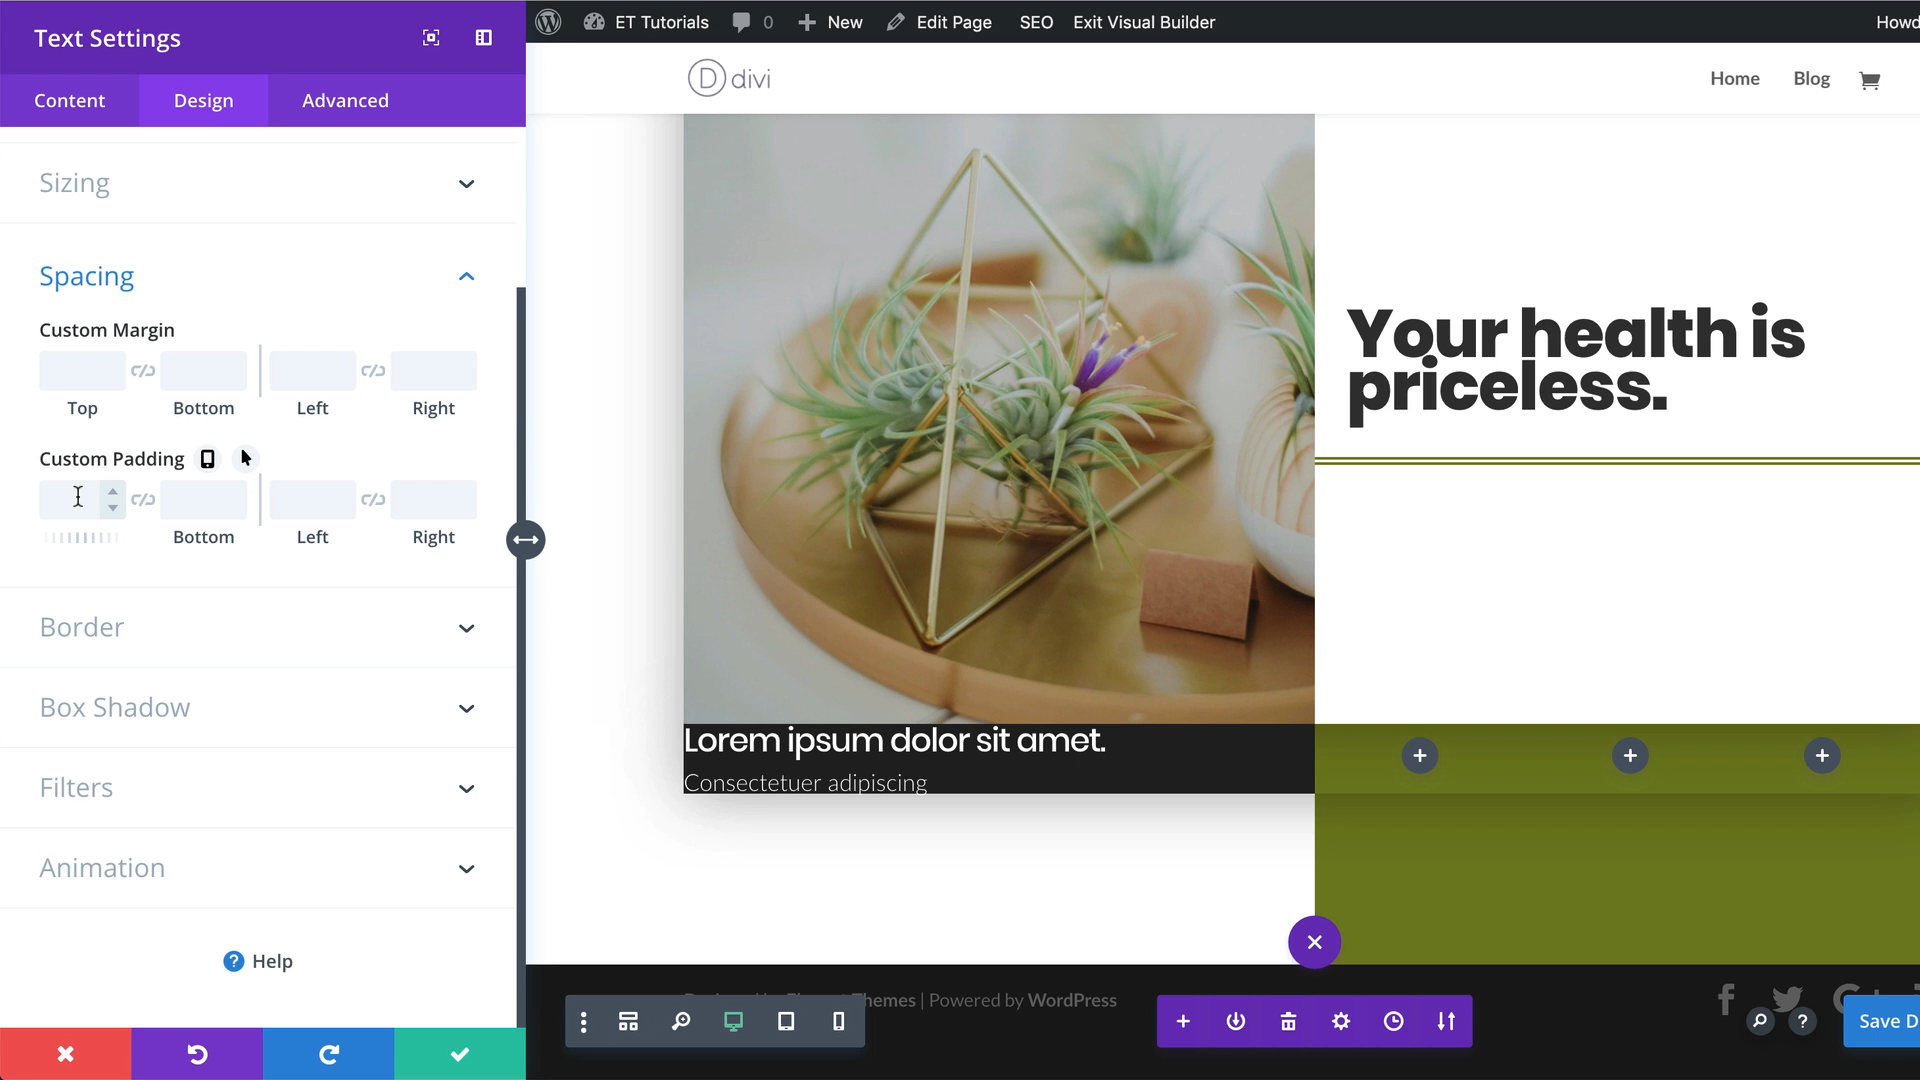 Text Settings
Content
Design
Advanced
Sizing
Spacing
Custom Margin
Top
Bottom
Left
Right
Custom Padding
Bottom
Left
Right
Border
Box Shadow
Filters
Animation
? Help
ET Tutorials
0
New
Edit Page
SEO
Exit Visual Builder
Howd
D divi
Home
Blog
Your health is
priceless.
Lorem ipsum dolor sit amet.
Consectetuer adipiscing
Themes | Powered by WordPress
?
Save D